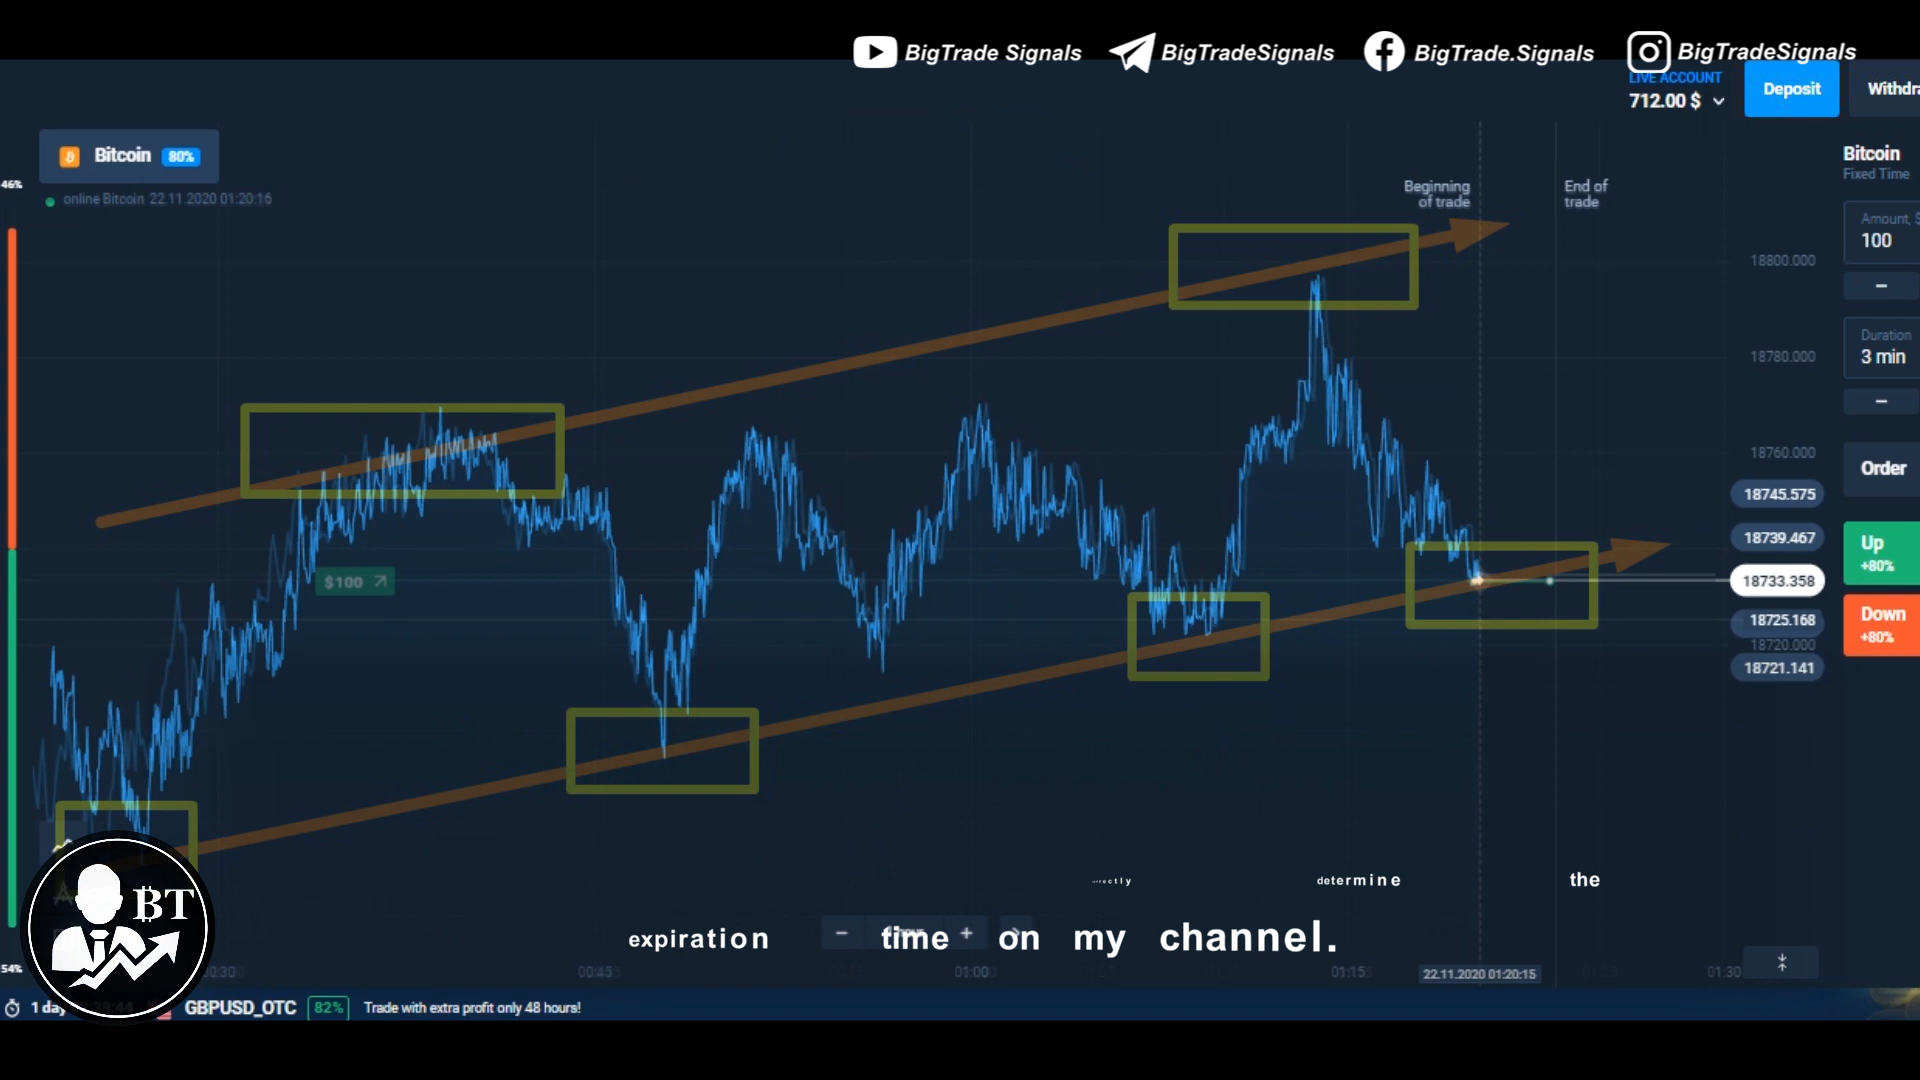 BigTrade Signals
BigTradeSignals
BigTrade.Signals
BigTradeSignals
LIVE ACCOUNT
712.00 $
Deposit
Bitcoin 80%
46%
online Bitcoin 22.11.2020 01:20:16
Beginning of trade
End of trade
Bitcoin
Fixed Time
Amount,
100
−
Duration
3 min
−
Order
Up
+80%
Down
+80%
18800.000
18780.000
18760.000
18745.575
18739.467
18733.358
18725.168
18720.000
18721.141
$100
determine the
expiration time on my channel.
− +
BT
54%
00:30
00:45
01:00
01:15
22.11.2020 01:20:15
01:30
1 day
GBPUSD_OTC 82% Trade with extra profit only 48 hours!